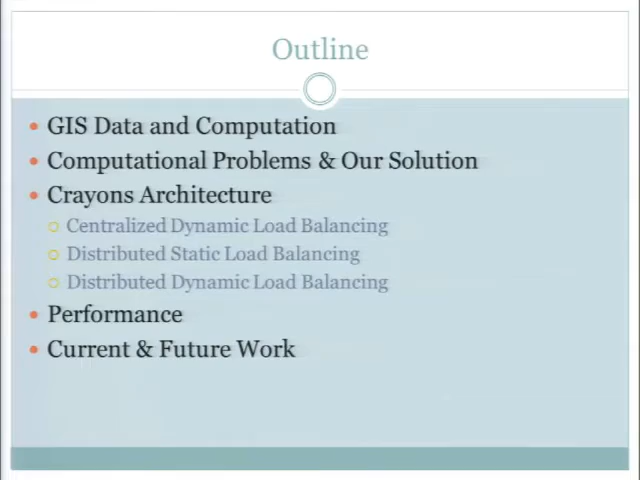 Outline
GIS Data and Computation
Computational Problems & Our Solution
Crayons Architecture
Centralized Dynamic Load Balancing
Distributed Static Load Balancing
Distributed Dynamic Load Balancing
Performance
Current & Future Work